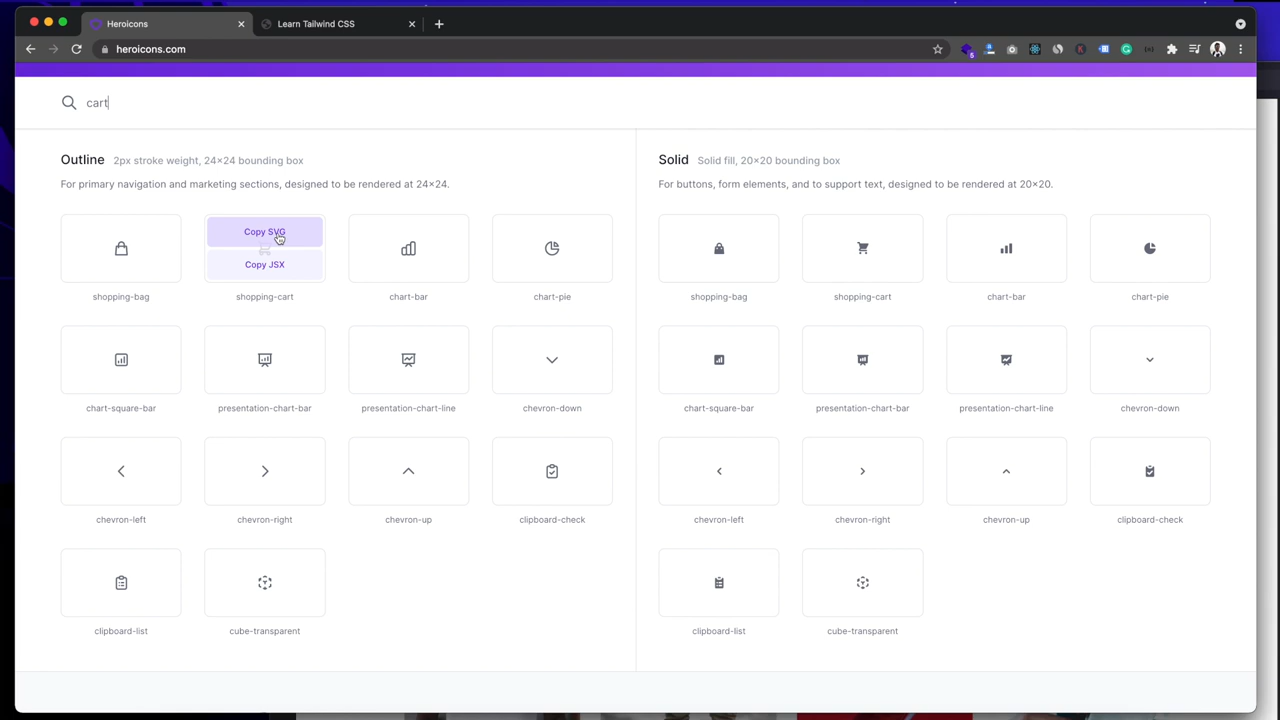 Heroicons
Learn Tailwind CSS
heroicons.com
cart
Outline 2px stroke weight, 24×24 bounding box
For primary navigation and marketing sections, designed to be rendered at 24×24.
Solid Solid fill, 20×20 bounding box
For buttons, form elements, and to support text, designed to be rendered at 20×20.
Copy SVG
Copy JSX
shopping-bag
shopping-cart
chart-bar
chart-pie
shopping-bag
shopping-cart
chart-bar
chart-pie
chart-square-bar
presentation-chart-bar
presentation-chart-line
chevron-down
chart-square-bar
presentation-chart-bar
presentation-chart-line
chevron-down
chevron-left
chevron-right
chevron-up
clipboard-check
chevron-left
chevron-right
chevron-up
clipboard-check
clipboard-list
cube-transparent
clipboard-list
cube-transparent